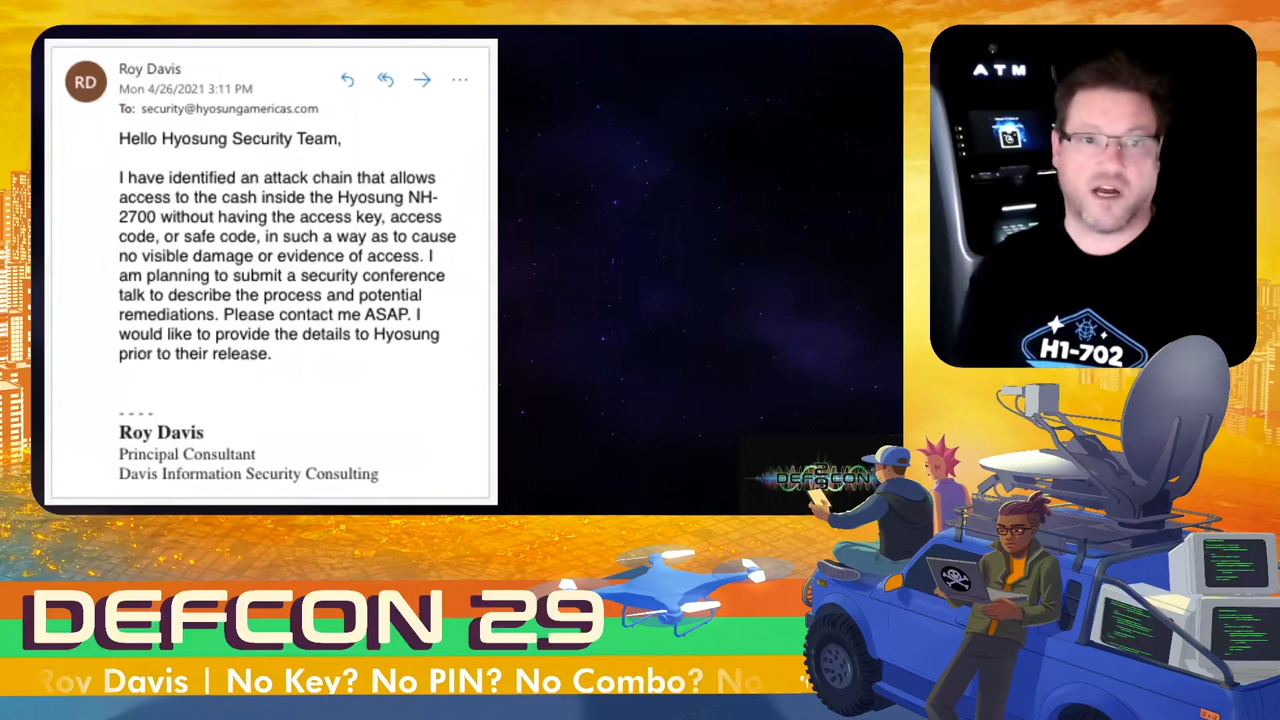 RD
Roy Davis
Mon 4/26/2021 3:11 PM
To: security@hyosungamericas.com
Hello Hyosung Security Team,
I have identified an attack chain that allows
access to the cash inside the Hyosung NH-
2700 without having the access key, access
code, or safe code, in such a way as to cause
no visible damage or evidence of access. I
am planning to submit a security conference
talk to describe the process and potential
remediations. Please contact me ASAP. I
would like to provide the details to Hyosung
prior to their release.
- - - -
Roy Davis
Principal Consultant
Davis Information Security Consulting
ATM
H1-702
DEFCON
DEFCON 29
Roy Davis | No Key? No PIN? No Combo? No